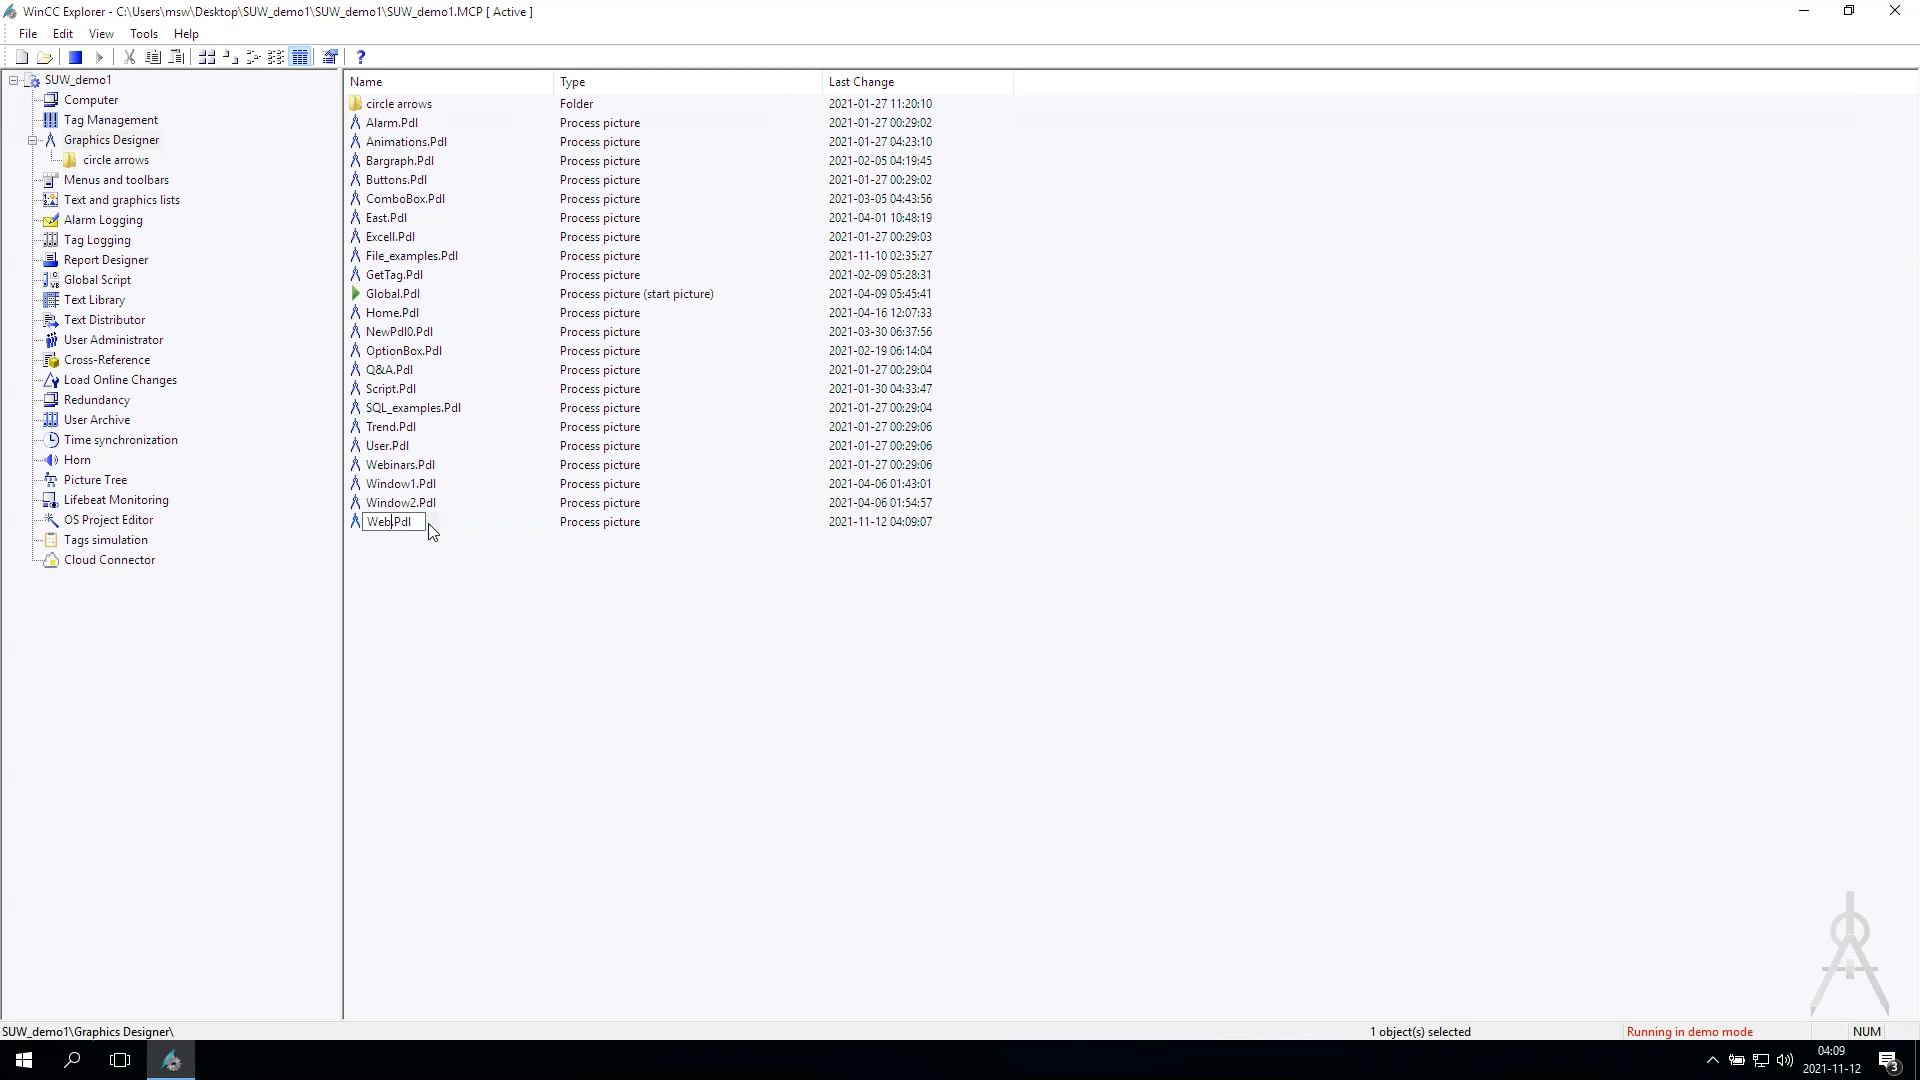 WinCC Explorer - C:\Users\msw\Desktop\SUW_demo1\SUW_demo1\SUW_demo1.MCP [ Active ]
File Edit View Tools Help
SUW_demo1
Computer
Tag Management
Graphics Designer
circle arrows
Menus and toolbars
Text and graphics lists
Alarm Logging
Tag Logging
Report Designer
Global Script
Text Library
Text Distributor
User Administrator
Cross-Reference
Load Online Changes
Redundancy
User Archive
Time synchronization
Horn
Picture Tree
Lifebeat Monitoring
OS Project Editor
Tags simulation
Cloud Connector
Name Type Last Change
circle arrows Folder 2021-01-27 11:20:10
Alarm.Pdl Process picture 2021-01-27 00:29:02
Animations.Pdl Process picture 2021-01-27 04:23:10
Bargraph.Pdl Process picture 2021-02-05 04:19:45
Buttons.Pdl Process picture 2021-01-27 00:29:02
ComboBox.Pdl Process picture 2021-03-05 04:43:56
East.Pdl Process picture 2021-04-01 10:48:19
Excell.Pdl Process picture 2021-01-27 00:29:03
File_examples.Pdl Process picture 2021-11-10 02:35:27
GetTag.Pdl Process picture 2021-02-09 05:28:31
Global.Pdl Process picture (start picture) 2021-04-09 05:45:41
Home.Pdl Process picture 2021-04-16 12:07:33
NewPdl0.Pdl Process picture 2021-03-30 06:37:56
OptionBox.Pdl Process picture 2021-02-19 06:14:04
Q&A.Pdl Process picture 2021-01-27 00:29:04
Script.Pdl Process picture 2021-01-30 04:33:47
SQL_examples.Pdl Process picture 2021-01-27 00:29:04
Trend.Pdl Process picture 2021-01-27 00:29:06
User.Pdl Process picture 2021-01-27 00:29:06
Webinars.Pdl Process picture 2021-01-27 00:29:06
Window1.Pdl Process picture 2021-04-06 01:43:01
Window2.Pdl Process picture 2021-04-06 01:54:57
Web.Pdl Process picture 2021-11-12 04:09:07
SUW_demo1\Graphics Designer\ 1 object(s) selected Running in demo mode NUM
04:09
2021-11-12
3